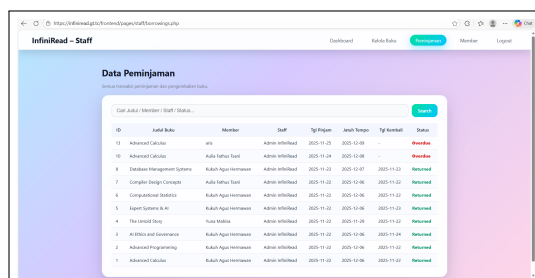 https://infiniread.gt.tc/frontend/pages/staff/borrowings.php
Chat
InfiniRead – Staff
Dashboard Kelola Buku Peminjaman Member Logout
Data Peminjaman
Semua transaksi peminjaman dan pengembalian buku.
Cari Judul / Member / Staff / Status... Search
ID Judul Buku Member Staff Tgl Pinjam Jatuh Tempo Tgl Kembali Status
13 Advanced Calculus Admin InfiniRead 2025-11-25 2025-12-09 - Overdue
10 Advanced Calculus Aulia Fathus Tsani Admin InfiniRead 2025-11-24 2025-12-08 - Overdue
8 Database Management Systems Kukuh Agus Hermawan Admin InfiniRead 2025-11-23 2025-12-07 2025-11-23 Returned
7 Compiler Design Concepts Aulia Fathus Tsani Admin InfiniRead 2025-11-22 2025-12-06 2025-11-23 Returned
6 Computational Statistics Kukuh Agus Hermawan Admin InfiniRead 2025-11-22 2025-12-06 2025-11-22 Returned
5 Expert Systems & AI Kukuh Agus Hermawan Admin InfiniRead 2025-11-22 2025-12-06 2025-11-22 Returned
4 The Untold Story Yusia Admin InfiniRead 2025-11-22 2025-11-29 2025-11-22 Returned
3 AI Ethics and Governance Kukuh Agus Hermawan Admin InfiniRead 2025-11-22 2025-12-06 2025-11-24 Returned
2 Advanced Programming Kukuh Agus Hermawan Admin InfiniRead 2025-11-22 2025-12-06 2025-11-22 Returned
1 Advanced Calculus Kukuh Agus Hermawan Admin InfiniRead 2025-11-22 2025-12-06 2025-11-22 Returned